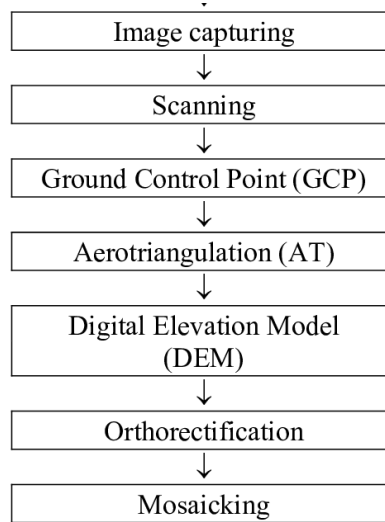 Image capturing
Scanning
Ground Control Point (GCP)
Aerotriangulation (AT)
Digital Elevation Model
(DEM)
Orthorectification
Mosaicking